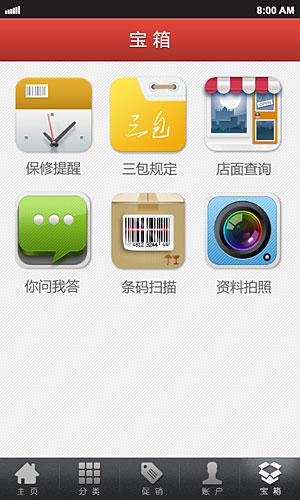 8:00 AM
宝箱
三包
OPEN
保修提醒
三包规定
店面查询
你问我答
条码扫描
资料拍照
主页
分类
促销
账户
宝箱